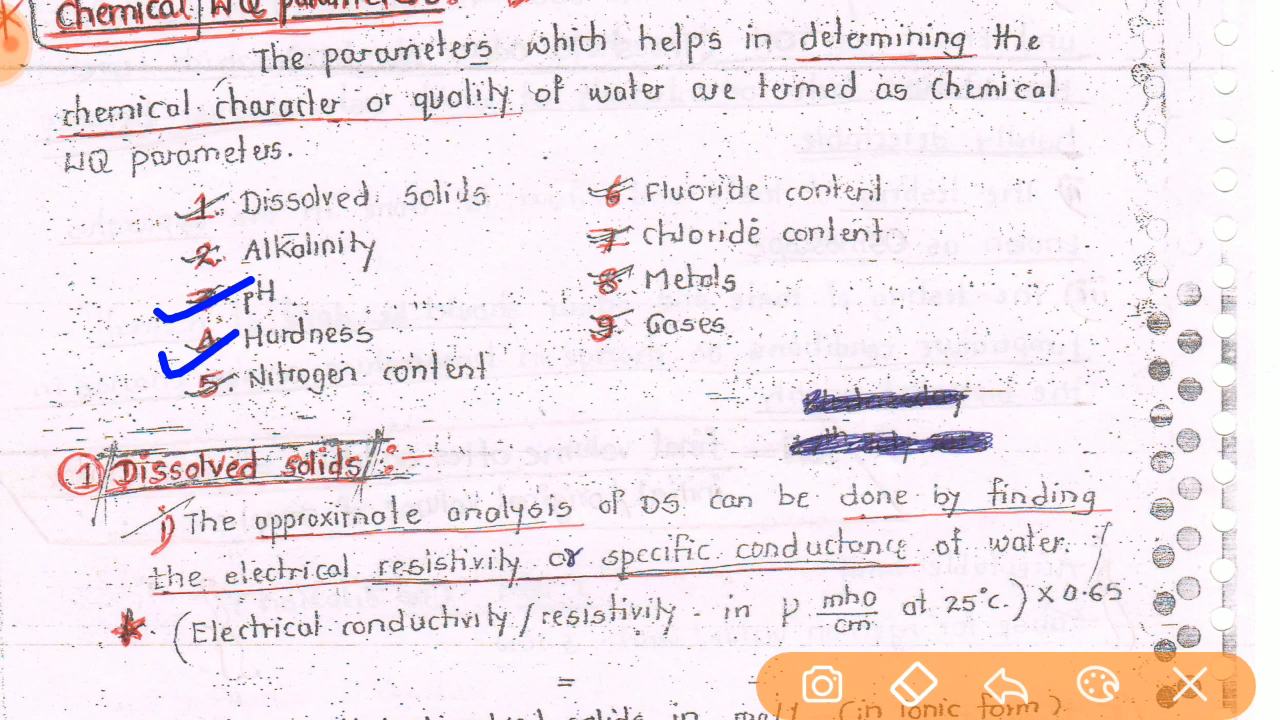 Chemical WQ parameters:
The parameters which helps in determining the
chemical character or quality of water are termed as chemical
WQ parameters.
1. Dissolved solids
2. Alkalinity
3. pH
4. Hardness
5. Nitrogen content
6. Fluoride content
7. chloride content
8. Metals
9. Gases
1 Dissolved solids :-
i) The approximate analysis of DS can be done by finding
the electrical resistivity or specific conductance of water.
* (Electrical conductivity / resistivity - in μ mho/cm at 25°c.) × 0.65
=
solids in (in ionic form)